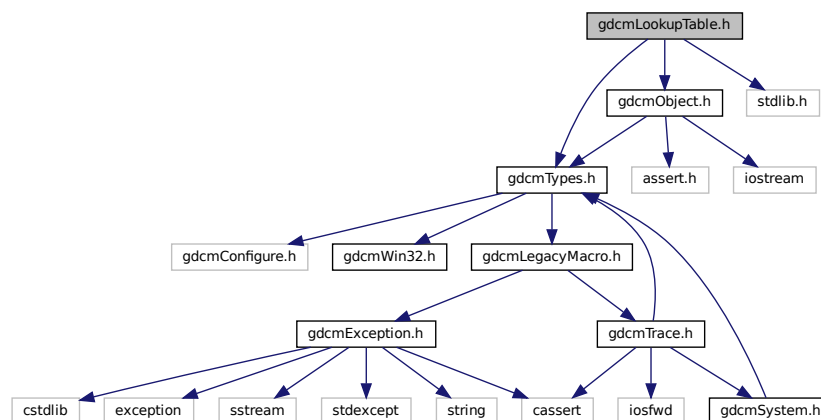 gdcmLookupTable.h
gdcmObject.h
stdlib.h
gdcmTypes.h
assert.h
iostream
gdcmConfigure.h
gdcmWin32.h
gdcmLegacyMacro.h
gdcmException.h
gdcmTrace.h
cstdlib
exception
sstream
stdexcept
string
cassert
iosfwd
gdcmSystem.h